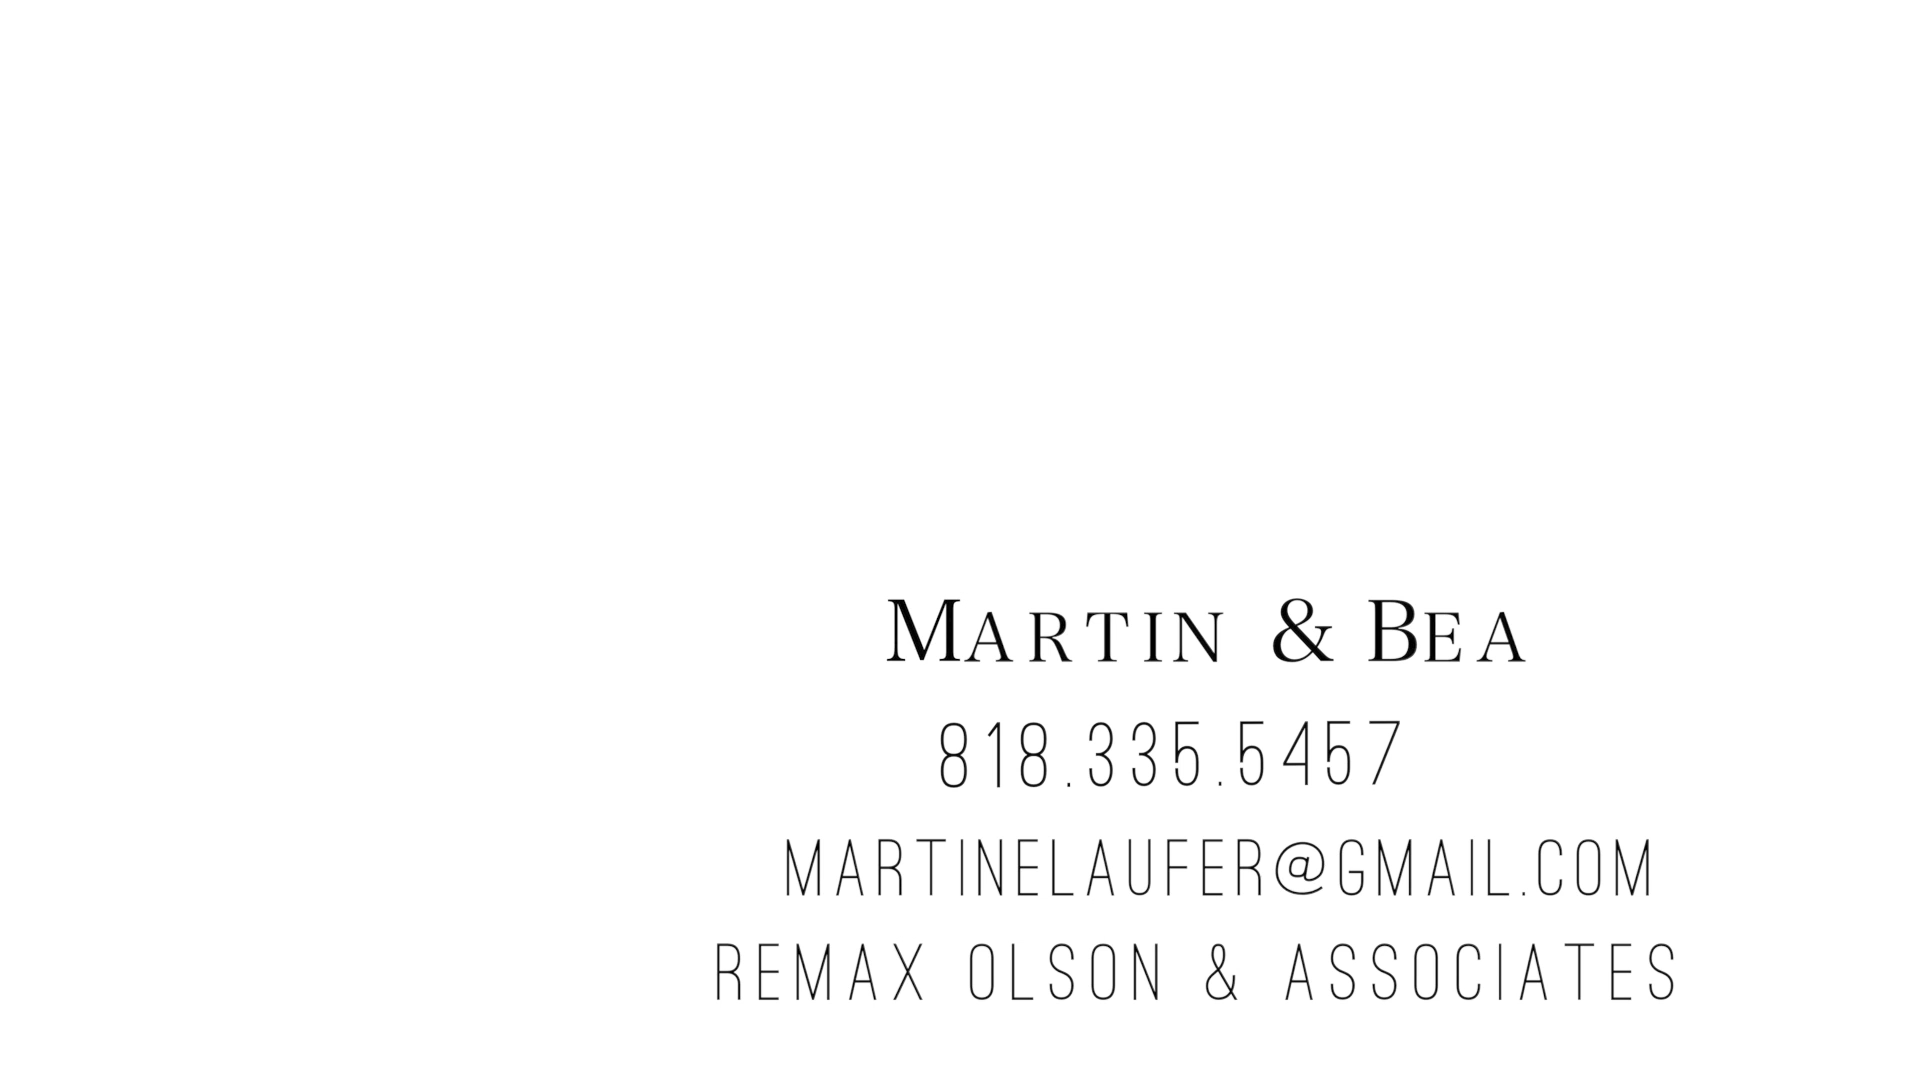 Martin & Bea
818.335.5457
MARTINELAUFER@GMAIL.COM
REMAX OLSON & ASSOCIATES